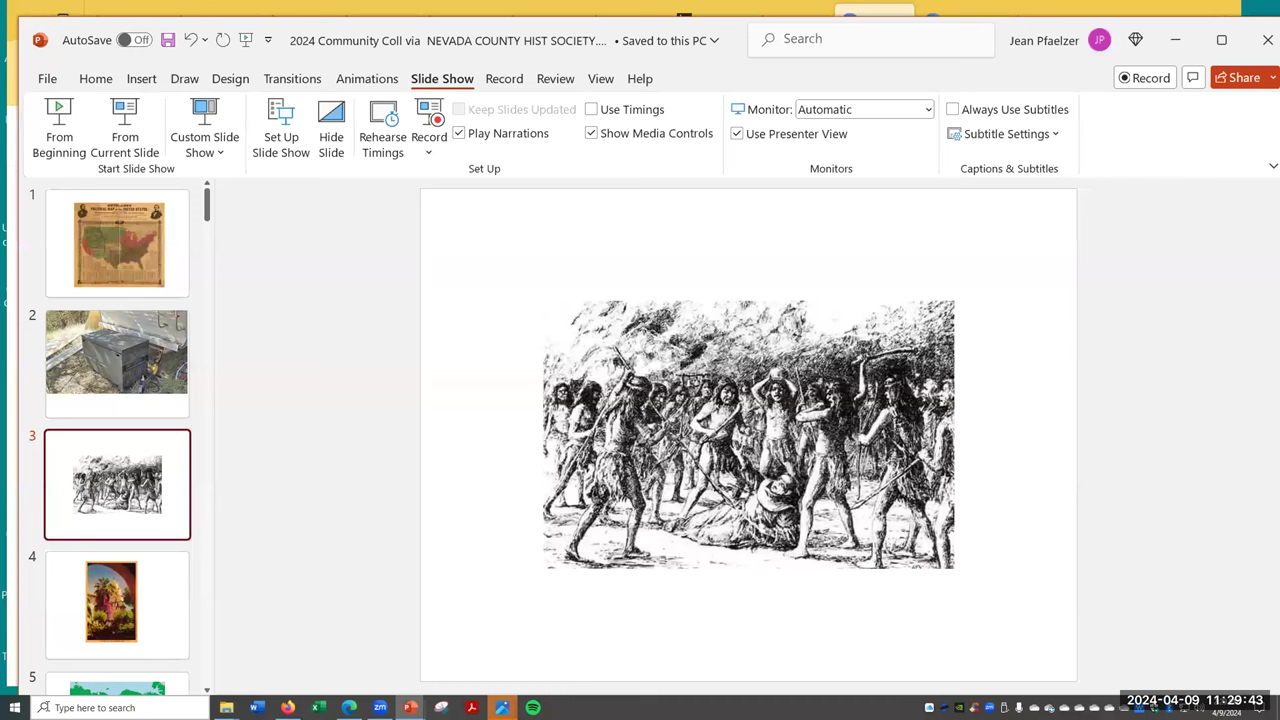 AutoSave Off 2024 Community Coll via NEVADA COUNTY HIST SOCIETY.... • Saved to this PC Search Jean Pfaelzer JP
File Home Insert Draw Design Transitions Animations Slide Show Record Review View Help Record Share
From Beginning
From Current Slide
Custom Slide Show
Set Up Slide Show
Hide Slide
Rehearse Timings
Record
Keep Slides Updated
Play Narrations
Use Timings
Show Media Controls
Monitor: Automatic
Use Presenter View
Always Use Subtitles
Subtitle Settings
Start Slide Show Set Up Monitors Captions & Subtitles
1
2
3
4
5
Type here to search
2024-04-09 11:29:43
4/9/2024